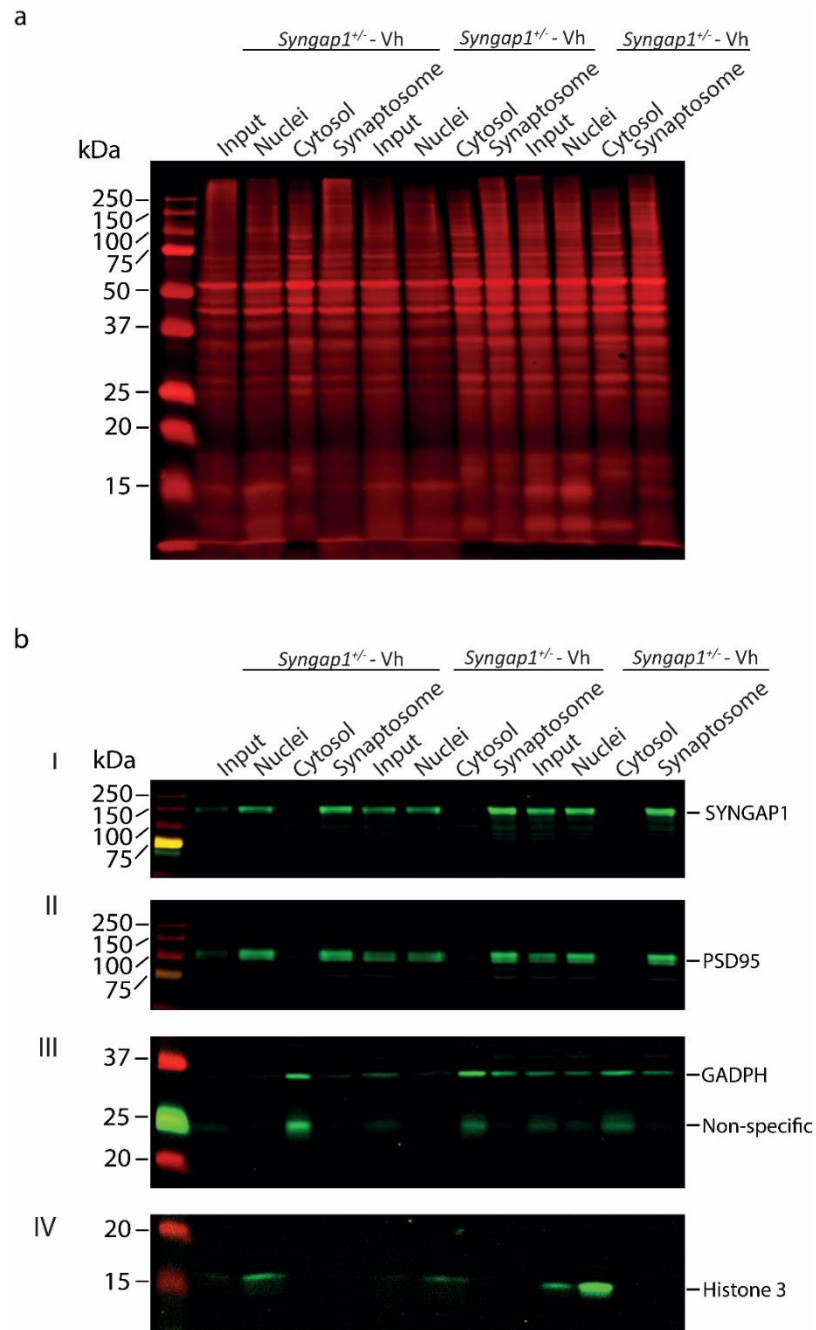 a
Syngap1+/- - Vh Syngap1+/- - Vh Syngap1+/- - Vh
Input Nuclei Cytosol Synaptosome Input Nuclei Cytosol Synaptosome Input Nuclei Cytosol Synaptosome
kDa
250
150
100
75
50
37
25
20
15
b
Syngap1+/- - Vh Syngap1+/- - Vh Syngap1+/- - Vh
Input Nuclei Cytosol Synaptosome Input Nuclei Cytosol Synaptosome Input Nuclei Cytosol Synaptosome
I kDa
250
150
100
75
SYNGAP1
II
250
150
100
75
PSD95
III
37
GADPH
25
Non-specific
20
IV
20
15
Histone 3